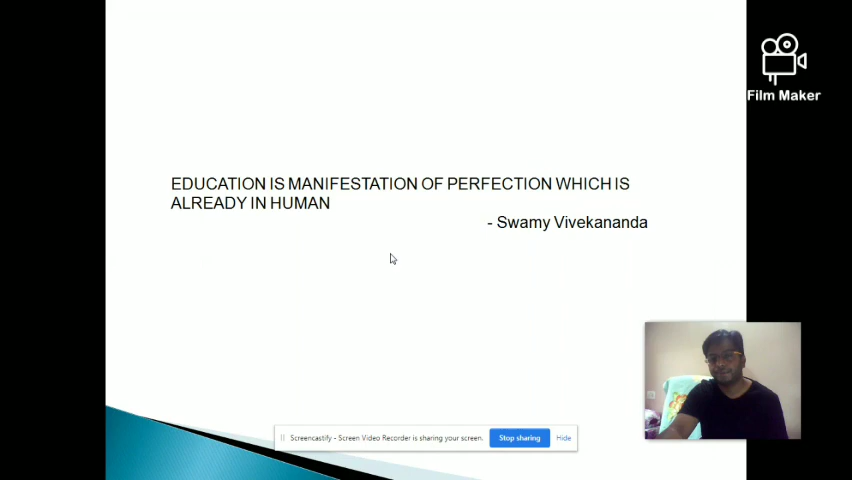 Film Maker
EDUCATION IS MANIFESTATION OF PERFECTION WHICH IS
ALREADY IN HUMAN
- Swamy Vivekananda
Screencastify - Screen Video Recorder is sharing your screen. Stop sharing Hide